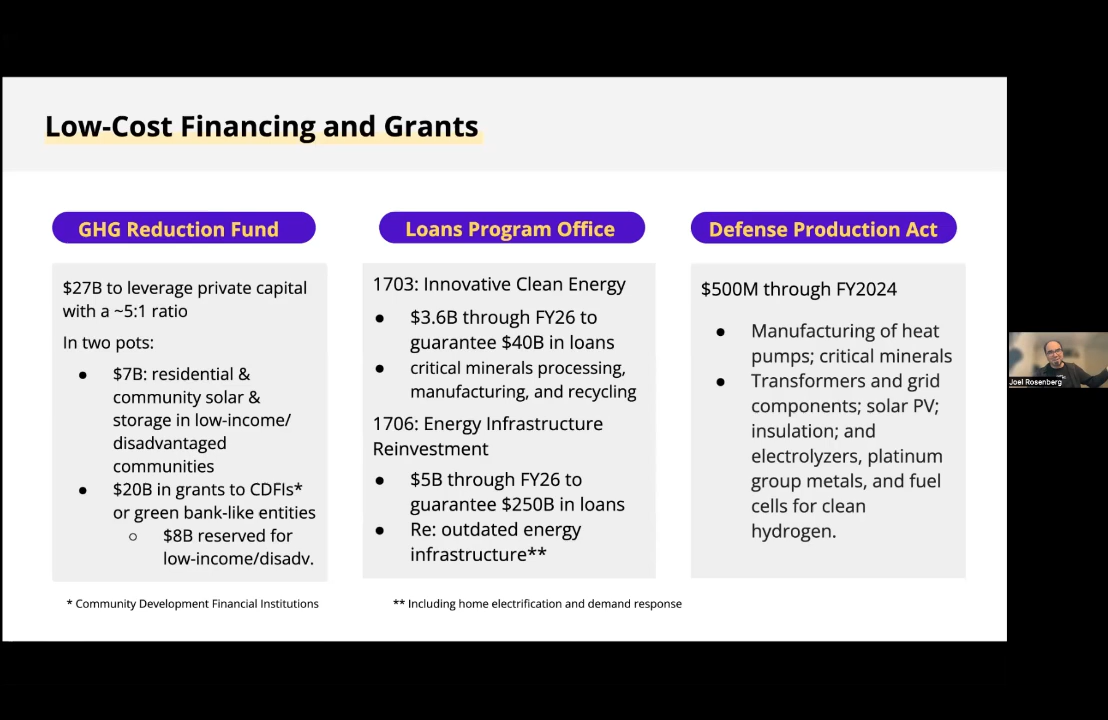 Low-Cost Financing and Grants
GHG Reduction Fund
$27B to leverage private capital
with a ~5:1 ratio
In two pots:
● $7B: residential &
community solar &
storage in low-income/
disadvantaged
communities
● $20B in grants to CDFIs*
or green bank-like entities
○ $8B reserved for
low-income/disadv.
* Community Development Financial Institutions
Loans Program Office
1703: Innovative Clean Energy
● $3.6B through FY26 to
guarantee $40B in loans
● critical minerals processing,
manufacturing, and recycling
1706: Energy Infrastructure
Reinvestment
● $5B through FY26 to
guarantee $250B in loans
● Re: outdated energy
infrastructure**
** Including home electrification and demand response
Defense Production Act
$500M through FY2024
● Manufacturing of heat
pumps; critical minerals
● Transformers and grid
components; solar PV;
insulation; and
electrolyzers, platinum
group metals, and fuel
cells for clean
hydrogen.
Joel Rosenberg